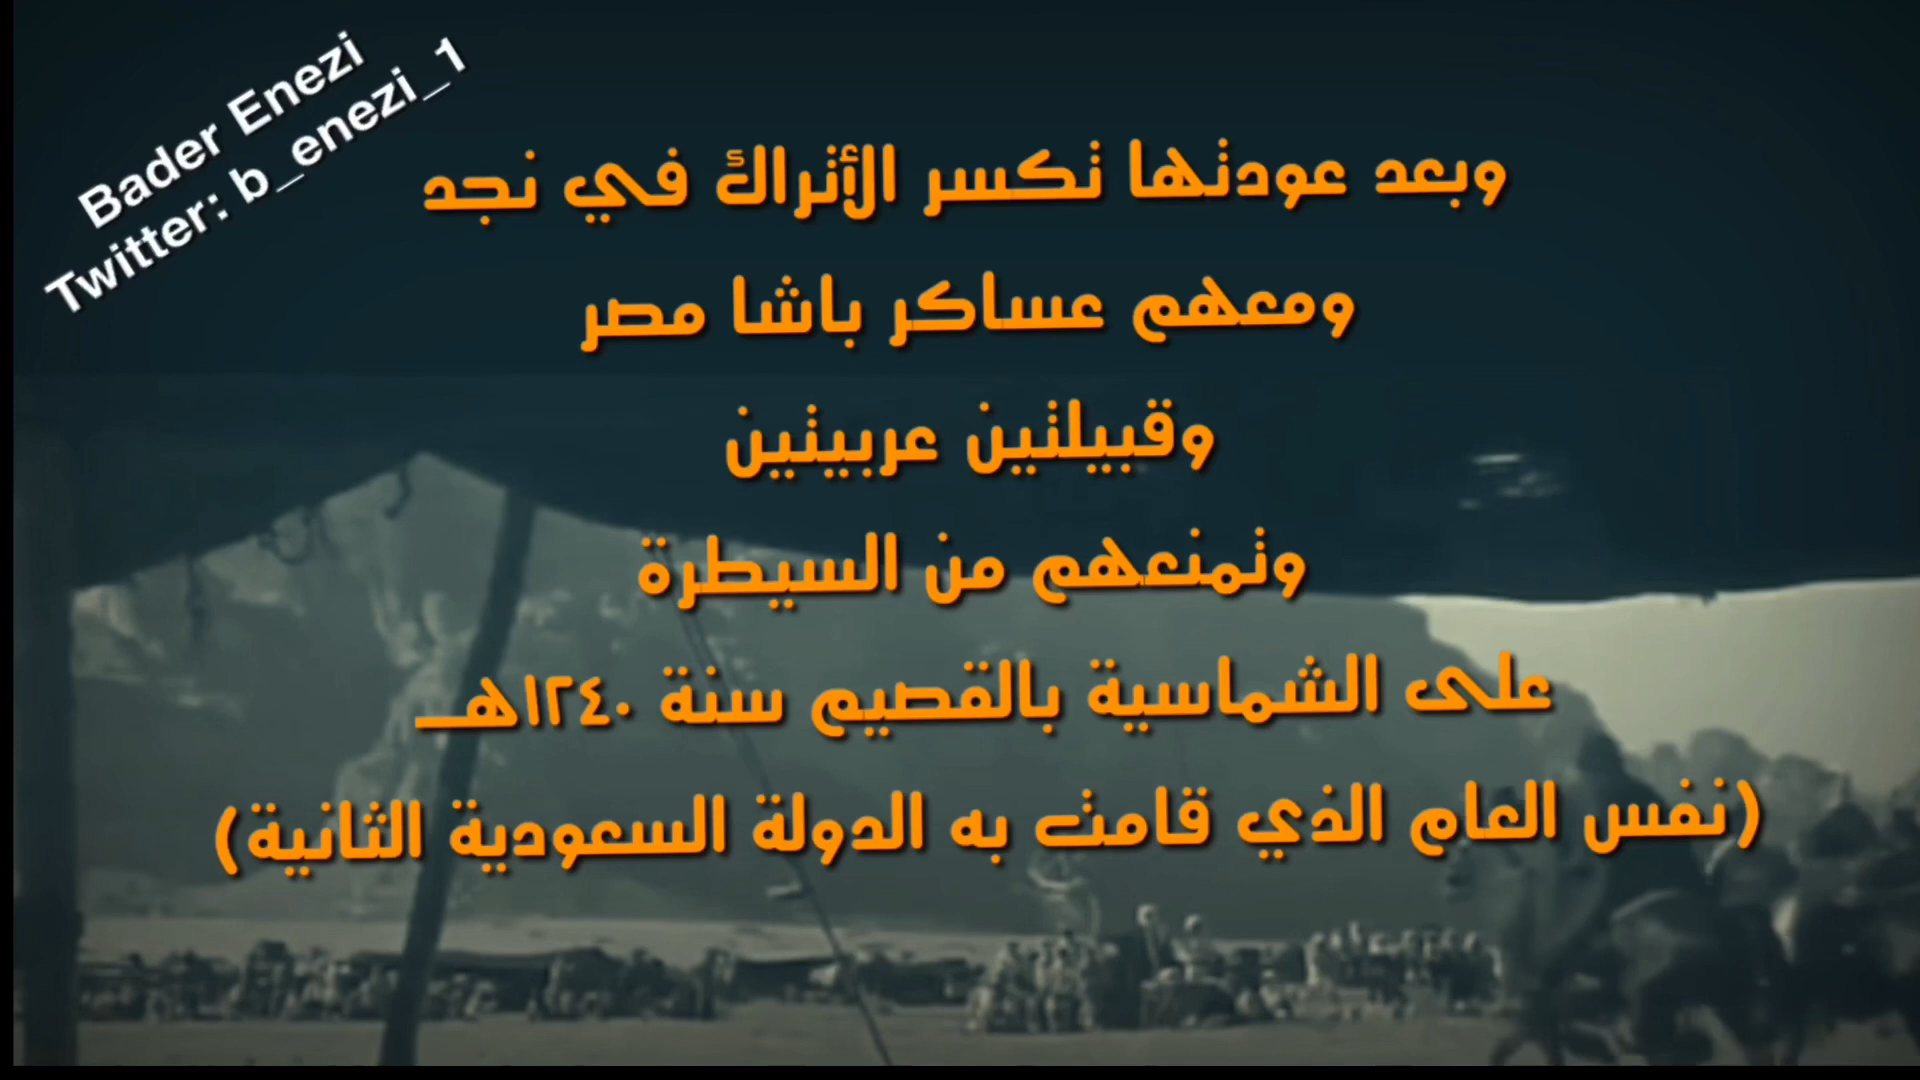 Bader Enezi
Twitter: b_enezi_1
وبعد عودتها تكسر الأتراك في نجد
ومعهم عساكر باشا مصر
وقبيلتين عربيتين
وتمنعهم من السيطرة
على الشماسية بالقصيم سنة ١٢٤٠هـ
(نفس العام الذي قامت به الدولة السعودية الثانية)